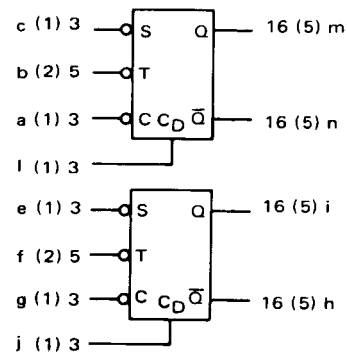 c (1) 3 S Q 16 (5) m
b (2) 5 T
a (1) 3 C C_D Q̅ 16 (5) n
l (1) 3
e (1) 3 S Q 16 (5) i
f (2) 5 T
g (1) 3 C C_D Q̅ 16 (5) h
j (1) 3